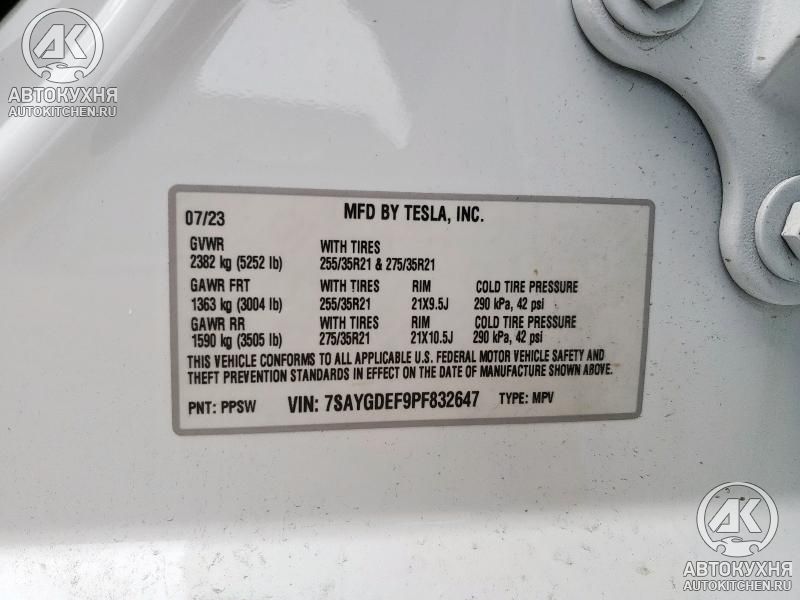 AK
АВТОКУХНЯ
AUTOKITCHEN.RU
07/23 MFD BY TESLA, INC.
GVWR WITH TIRES
2382 kg (5252 lb) 255/35R21 & 275/35R21
GAWR FRT WITH TIRES RIM COLD TIRE PRESSURE
1363 kg (3004 lb) 255/35R21 21X9.5J 290 kPa, 42 psi
GAWR RR WITH TIRES RIM COLD TIRE PRESSURE
1590 kg (3505 lb) 275/35R21 21X10.5J 290 kPa, 42 psi
THIS VEHICLE CONFORMS TO ALL APPLICABLE U.S. FEDERAL MOTOR VEHICLE SAFETY AND
THEFT PREVENTION STANDARDS IN EFFECT ON THE DATE OF MANUFACTURE SHOWN ABOVE.
PNT: PPSW VIN: 7SAYGDEF9PF832647 TYPE: MPV
AK
АВТОКУХНЯ
AUTOKITCHEN.RU